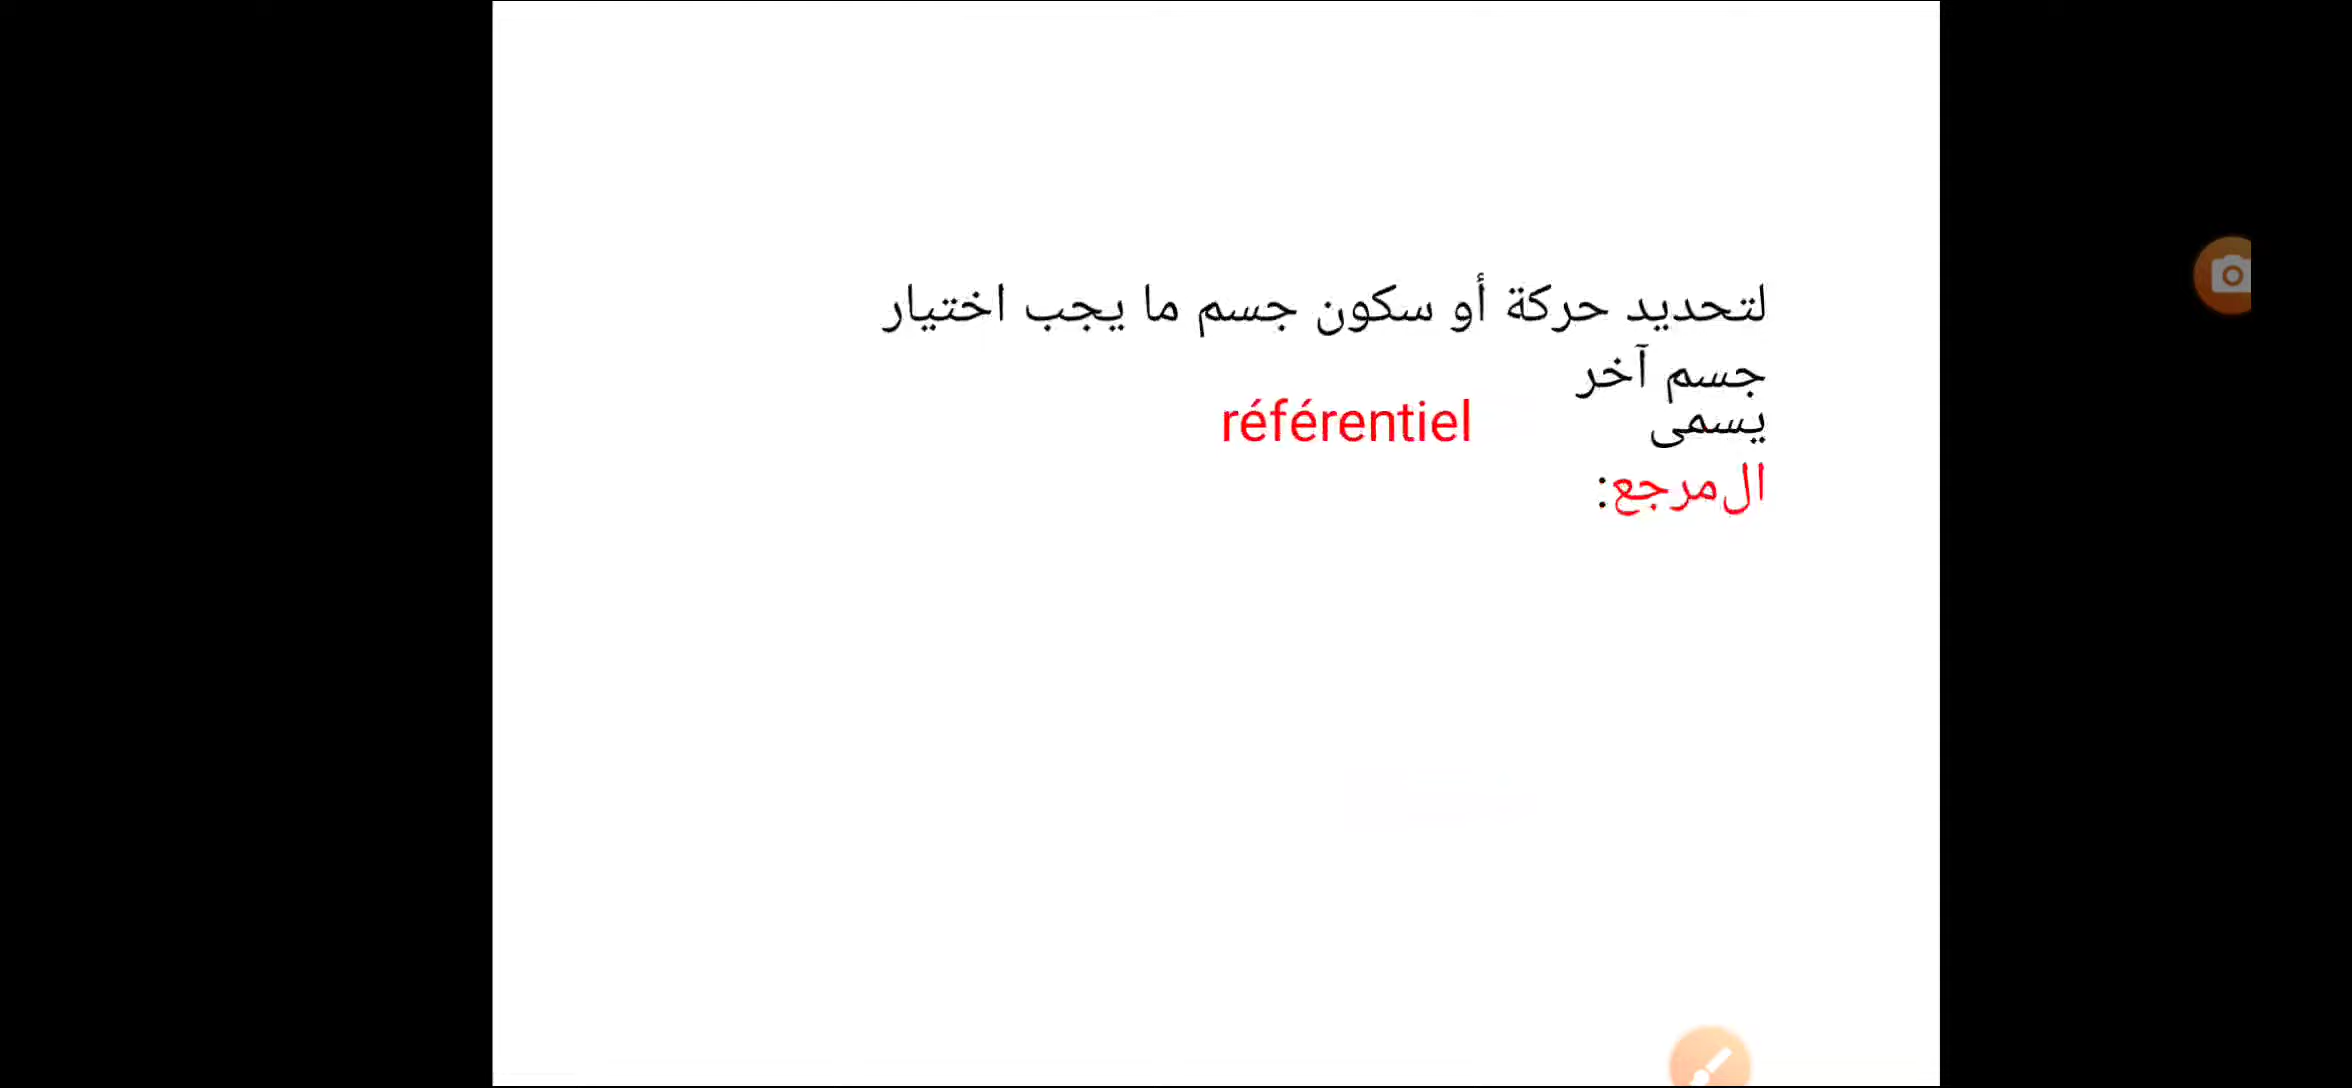 لتحديد حركة أو سكون جسم ما يجب اختيار
جسم آخر
يسمى référentiel
المرجع: